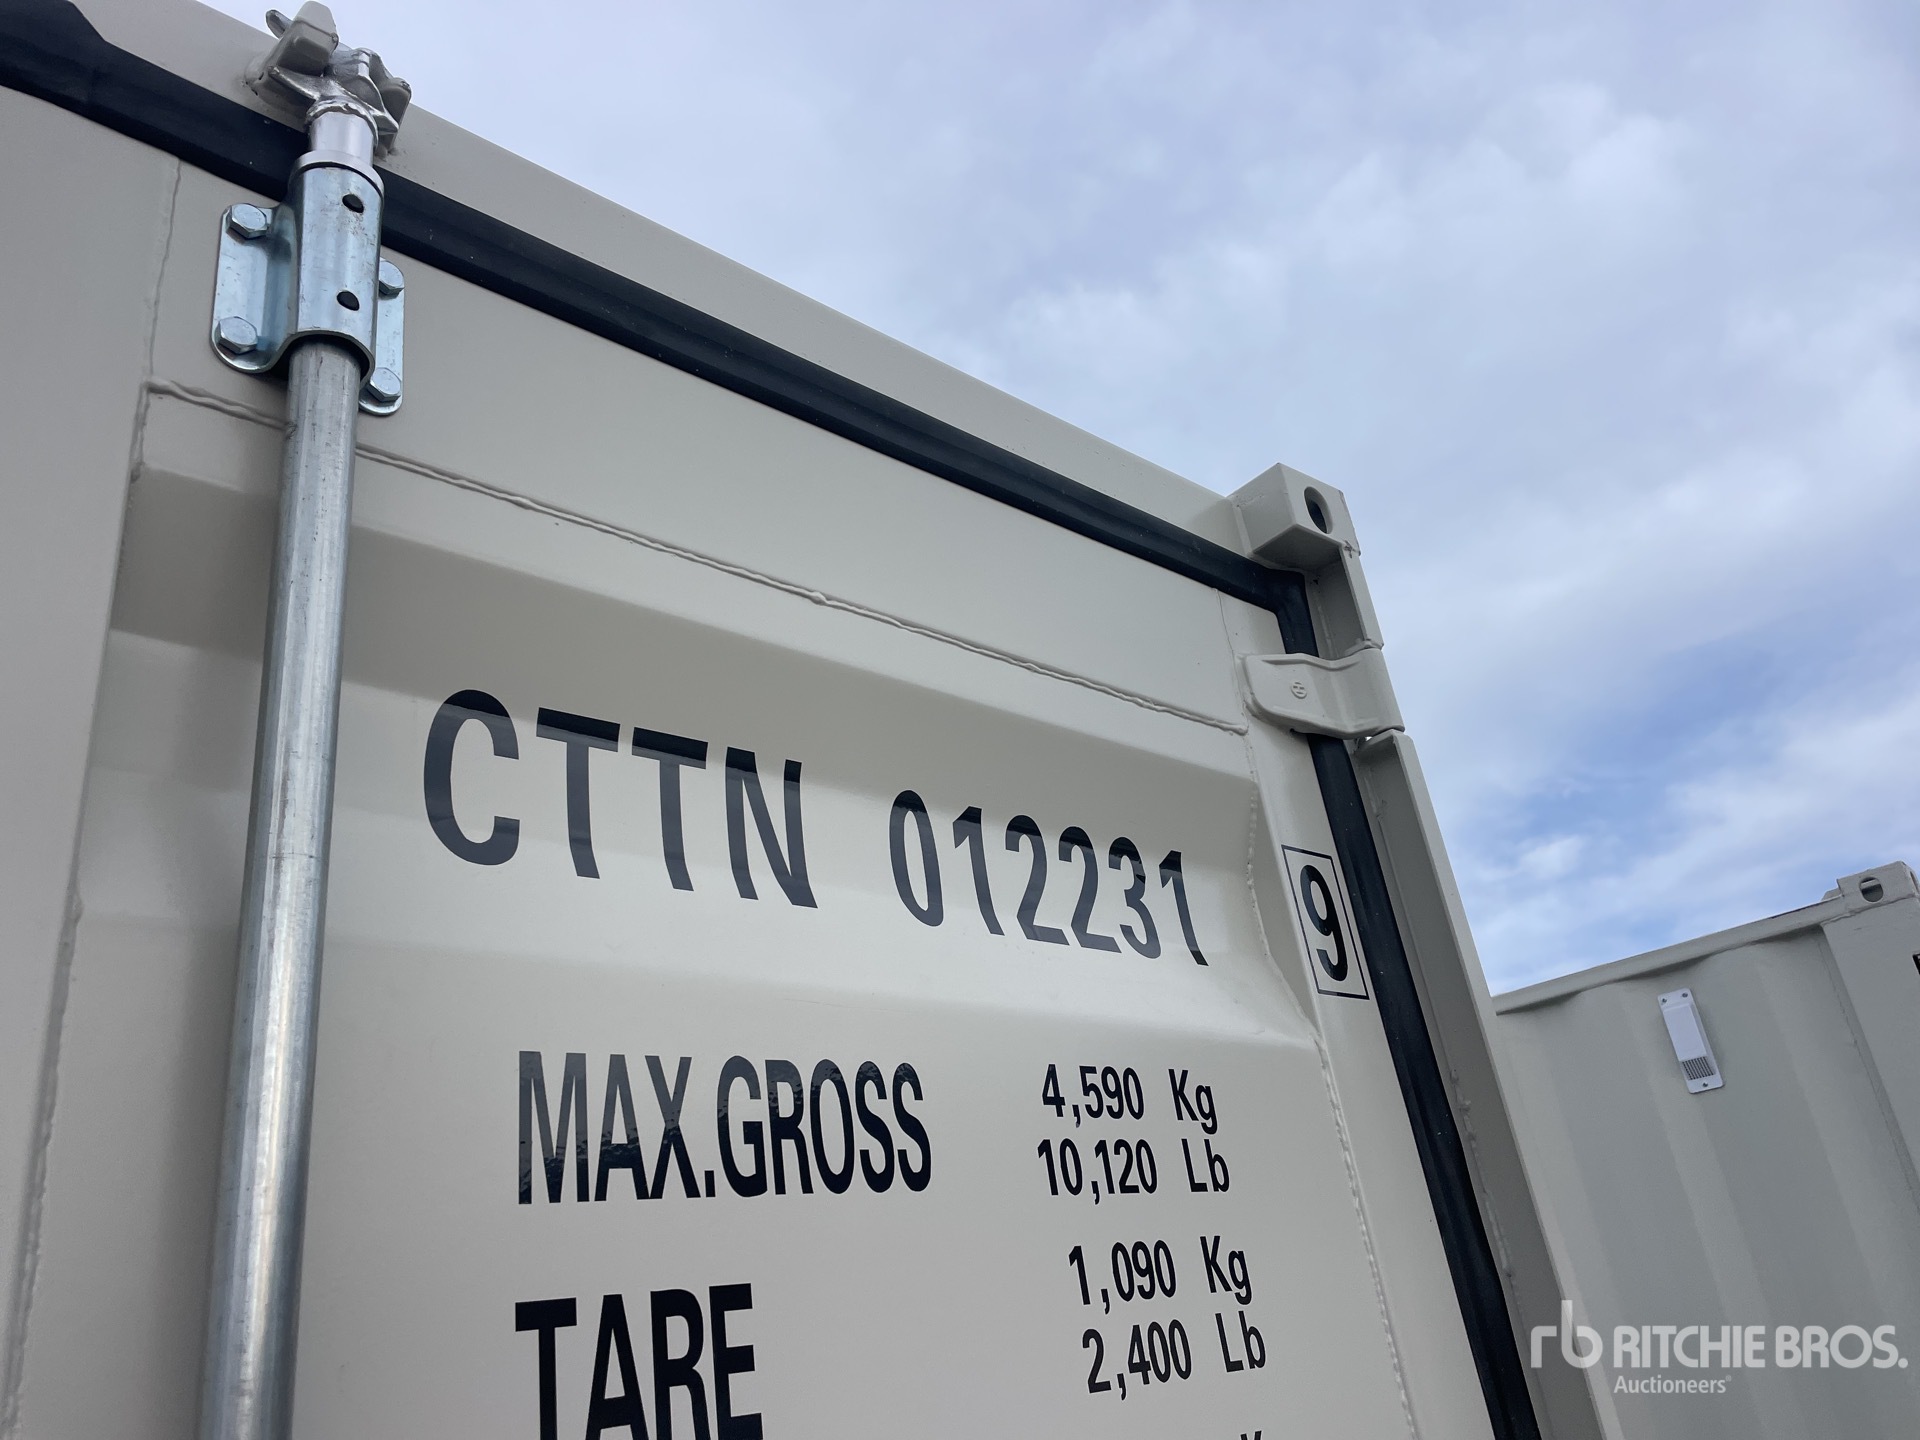 CTTN 012231 9
MAX.GROSS 4,590 Kg
10,120 Lb
TARE 1,090 Kg
2,400 Lb
rb RITCHIE BROS.
Auctioneers